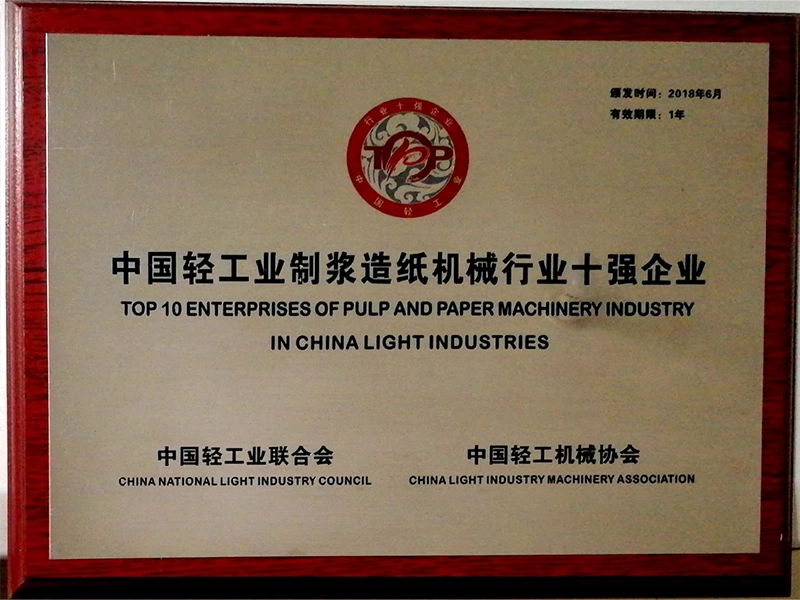 颁发时间：2018年6月
有效期限：1年
行业十强企业
TOP
中国轻工业
中国轻工业制浆造纸机械行业十强企业
TOP 10 ENTERPRISES OF PULP AND PAPER MACHINERY INDUSTRY
IN CHINA LIGHT INDUSTRIES
中国轻工业联合会
中国轻工机械协会
CHINA NATIONAL LIGHT INDUSTRY COUNCIL
CHINA LIGHT INDUSTRY MACHINERY ASSOCIATION